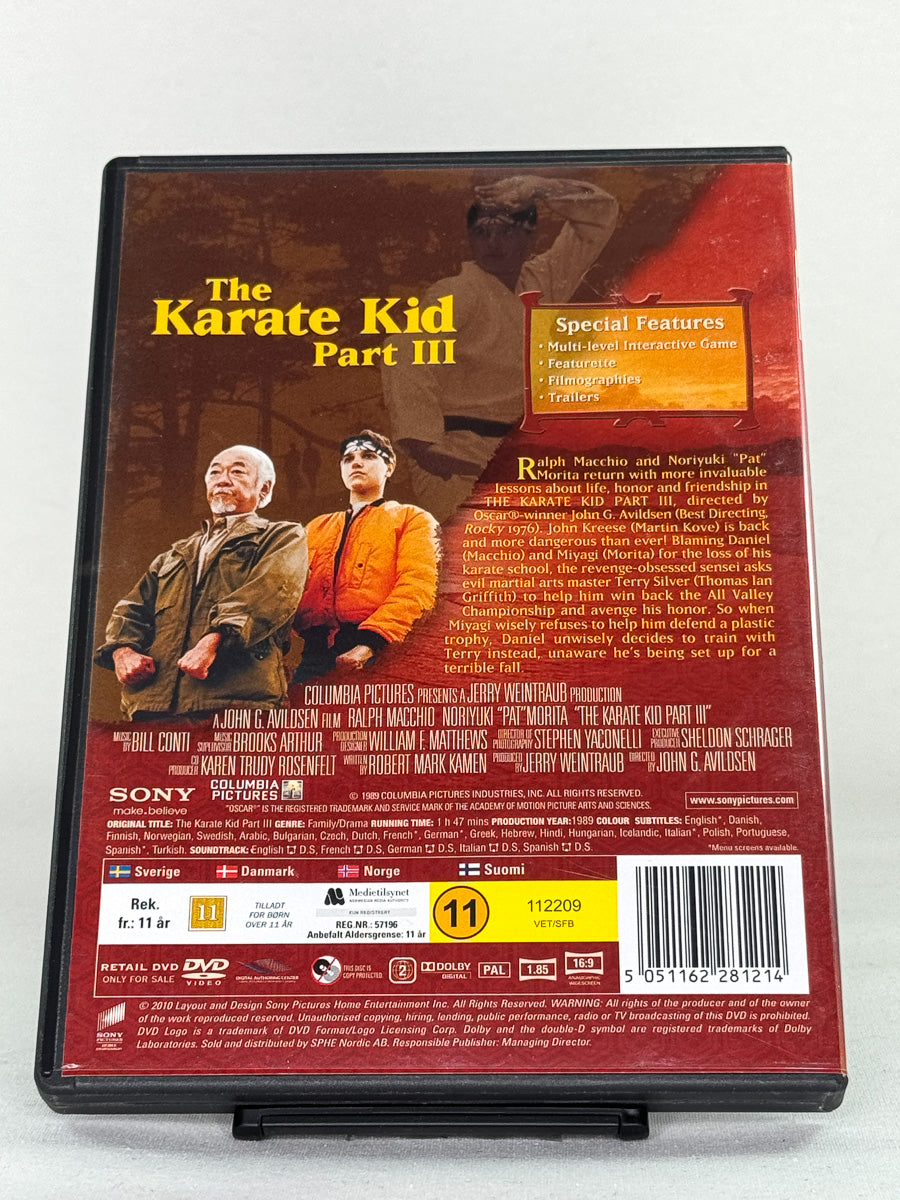 The
Karate Kid
Part III
Special Features
• Multi-level Interactive Game
• Featurette
• Filmographies
• Trailers
Ralph Macchio and Noriyuki "Pat"
Morita return with more invaluable
lessons about life, honor and friendship in
THE KARATE KID PART III, directed by
Oscar®-winner John G. Avildsen (Best Directing,
Rocky 1976). John Kreese (Martin Kove) is back
and more dangerous than ever! Blaming Daniel
(Macchio) and Miyagi (Morita) for the loss of his
karate school, the revenge-obsessed sensei asks
evil martial arts master Terry Silver (Thomas Ian
Griffith) to help him win back the All Valley
Championship and avenge his honor. So when
Miyagi wisely refuses to help him defend a plastic
trophy, Daniel unwisely decides to train with
Terry instead, unaware he's being set up for a
terrible fall.
COLUMBIA PICTURES PRESENTS A JERRY WEINTRAUB PRODUCTION
A JOHN G. AVILDSEN FILM RALPH MACCHIO NORIYUKI "PAT" MORITA "THE KARATE KID PART III"
MUSIC BY BILL CONTI MUSIC SUPERVISOR BROOKS ARTHUR PRODUCTION DESIGNER WILLIAM F. MATTHEWS DIRECTOR OF PHOTOGRAPHY STEPHEN YACONELLI EXECUTIVE PRODUCER SHELDON SCHRAGER
CO PRODUCER KAREN TRUDY ROSENFELT WRITTEN BY ROBERT MARK KAMEN PRODUCED BY JERRY WEINTRAUB DIRECTED BY JOHN G. AVILDSEN
SONY
make.believe
COLUMBIA
PICTURES
© 1989 COLUMBIA PICTURES INDUSTRIES, INC. ALL RIGHTS RESERVED.
"OSCAR®" IS THE REGISTERED TRADEMARK AND SERVICE MARK OF THE ACADEMY OF MOTION PICTURE ARTS AND SCIENCES.
www.sonypictures.com
ORIGINAL TITLE: The Karate Kid Part III GENRE: Family/Drama RUNNING TIME: 1 h 47 mins PRODUCTION YEAR:1989 COLOUR SUBTITLES: English*, Danish,
Finnish, Norwegian, Swedish, Arabic, Bulgarian, Czech, Dutch, French*, German*, Greek, Hebrew, Hindi, Hungarian, Icelandic, Italian*, Polish, Portuguese,
Spanish*, Turkish. SOUNDTRACK: English D.S, French D.S, German D.S, Italian D.S, Spanish D.S.
*Menu screens available.
Sverige Danmark Norge Suomi
Rek.
fr.: 11 år
11
TILLADT
FOR BØRN
OVER 11 ÅR
Medietilsynet
NORWEGIAN MEDIA AUTHORITY
KUN REGISTRERT
REG.NR.: 57196
Anbefalt Aldersgrense: 11 år
11
112209
VET/SFB
5 051162 281214
RETAIL DVD
ONLY FOR SALE
DVD
VIDEO
DIGITAL AUTHORING CENTER
THIS DISC IS
COPY PROTECTED
2
DOLBY
DIGITAL
PAL
1.85
16:9
ANAMORPHIC
WIDESCREEN
SONY
PICTURES
© 2010 Layout and Design Sony Pictures Home Entertainment Inc. All Rights Reserved. WARNING: All rights of the producer and of the owner
of the work reproduced reserved. Unauthorised copying, hiring, lending, public performance, radio or TV broadcasting of this DVD is prohibited.
DVD Logo is a trademark of DVD Format/Logo Licensing Corp. Dolby and the double-D symbol are registered trademarks of Dolby
Laboratories. Sold and distributed by SPHE Nordic AB. Responsible Publisher: Managing Director.